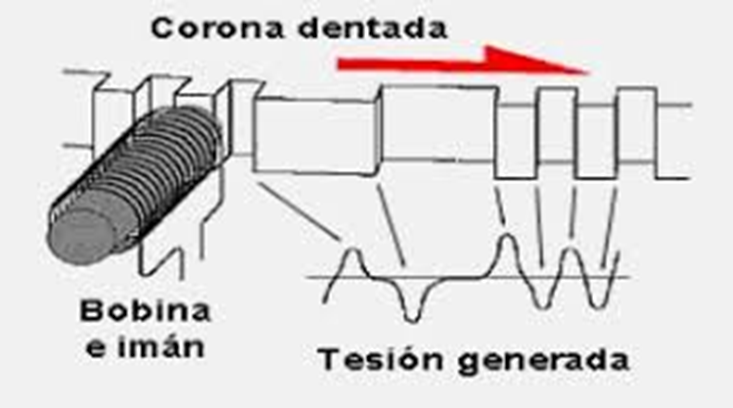 Corona dentada
Bobina
e imán
Tesión generada